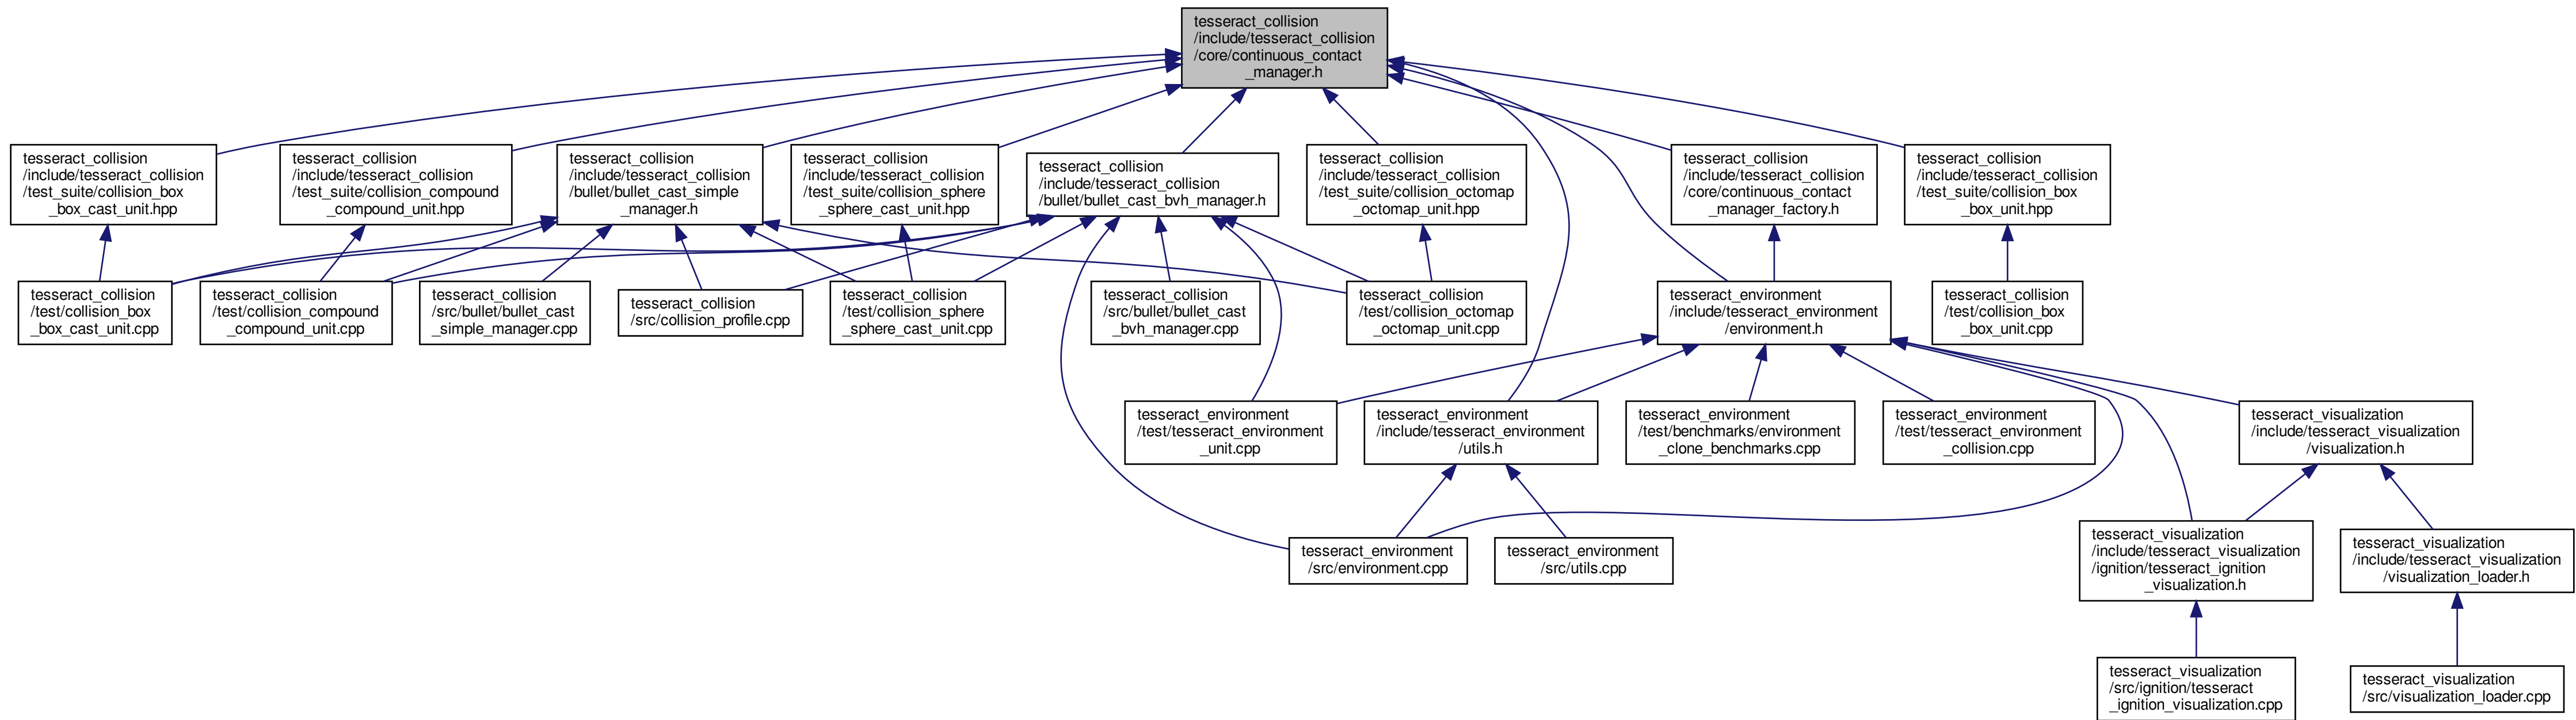 tesseract_collision
/include/tesseract_collision
/core/continuous_contact
_manager.h
tesseract_collision
/include/tesseract_collision
/test_suite/collision_box
_box_cast_unit.hpp
tesseract_collision
/include/tesseract_collision
/test_suite/collision_compound
_compound_unit.hpp
tesseract_collision
/include/tesseract_collision
/bullet/bullet_cast_simple
_manager.h
tesseract_collision
/include/tesseract_collision
/test_suite/collision_sphere
_sphere_cast_unit.hpp
tesseract_collision
/include/tesseract_collision
/bullet/bullet_cast_bvh_manager.h
tesseract_collision
/include/tesseract_collision
/test_suite/collision_octomap
_octomap_unit.hpp
tesseract_collision
/include/tesseract_collision
/core/continuous_contact
_manager_factory.h
tesseract_collision
/include/tesseract_collision
/test_suite/collision_box
_box_unit.hpp
tesseract_collision
/test/collision_box
_box_cast_unit.cpp
tesseract_collision
/test/collision_compound
_compound_unit.cpp
tesseract_collision
/src/bullet/bullet_cast
_simple_manager.cpp
tesseract_collision
/src/collision_profile.cpp
tesseract_collision
/test/collision_sphere
_sphere_cast_unit.cpp
tesseract_collision
/src/bullet/bullet_cast
_bvh_manager.cpp
tesseract_collision
/test/collision_octomap
_octomap_unit.cpp
tesseract_environment
/include/tesseract_environment
/environment.h
tesseract_collision
/test/collision_box
_box_unit.cpp
tesseract_environment
/test/tesseract_environment
_unit.cpp
tesseract_environment
/include/tesseract_environment
/utils.h
tesseract_environment
/test/benchmarks/environment
_clone_benchmarks.cpp
tesseract_environment
/test/tesseract_environment
_collision.cpp
tesseract_visualization
/include/tesseract_visualization
/visualization.h
tesseract_environment
/src/environment.cpp
tesseract_environment
/src/utils.cpp
tesseract_visualization
/include/tesseract_visualization
/ignition/tesseract_ignition
_visualization.h
tesseract_visualization
/include/tesseract_visualization
/visualization_loader.h
tesseract_visualization
/src/ignition/tesseract
_ignition_visualization.cpp
tesseract_visualization
/src/visualization_loader.cpp